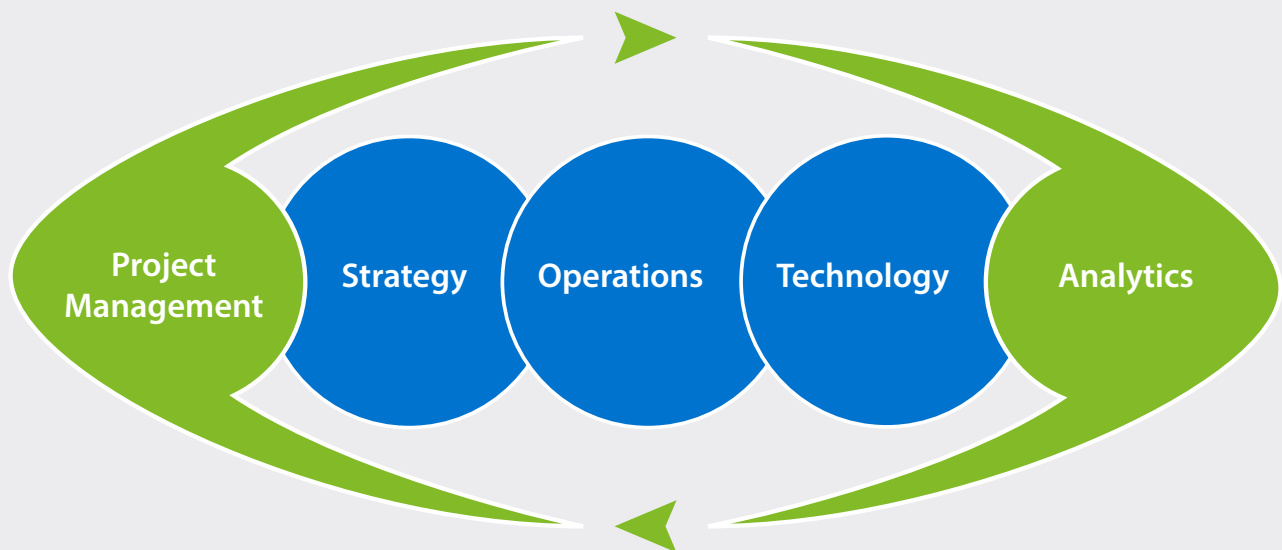 Project
Management
Strategy
Operations
Technology
Analytics